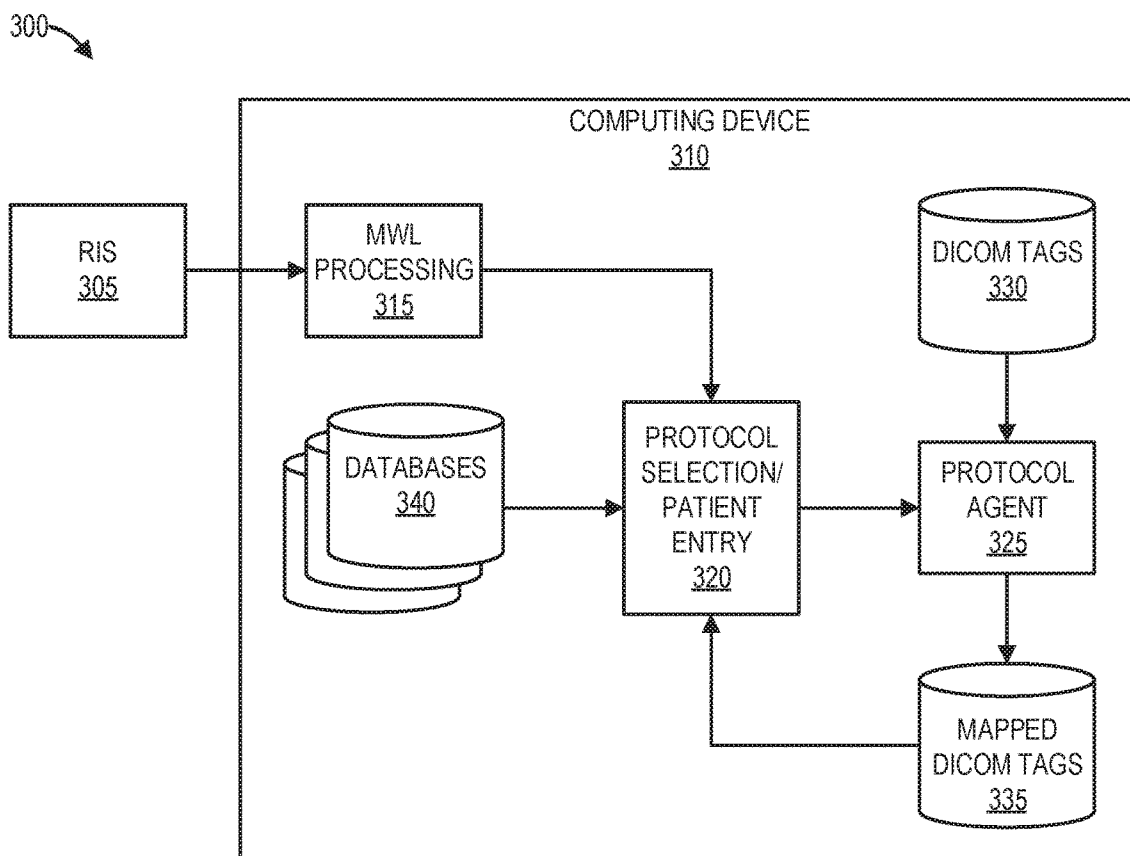 300
COMPUTING DEVICE
310
RIS
305
MWL
PROCESSING
315
DICOM TAGS
330
DATABASES
340
PROTOCOL
SELECTION/
PATIENT
ENTRY
320
PROTOCOL
AGENT
325
MAPPED
DICOM TAGS
335